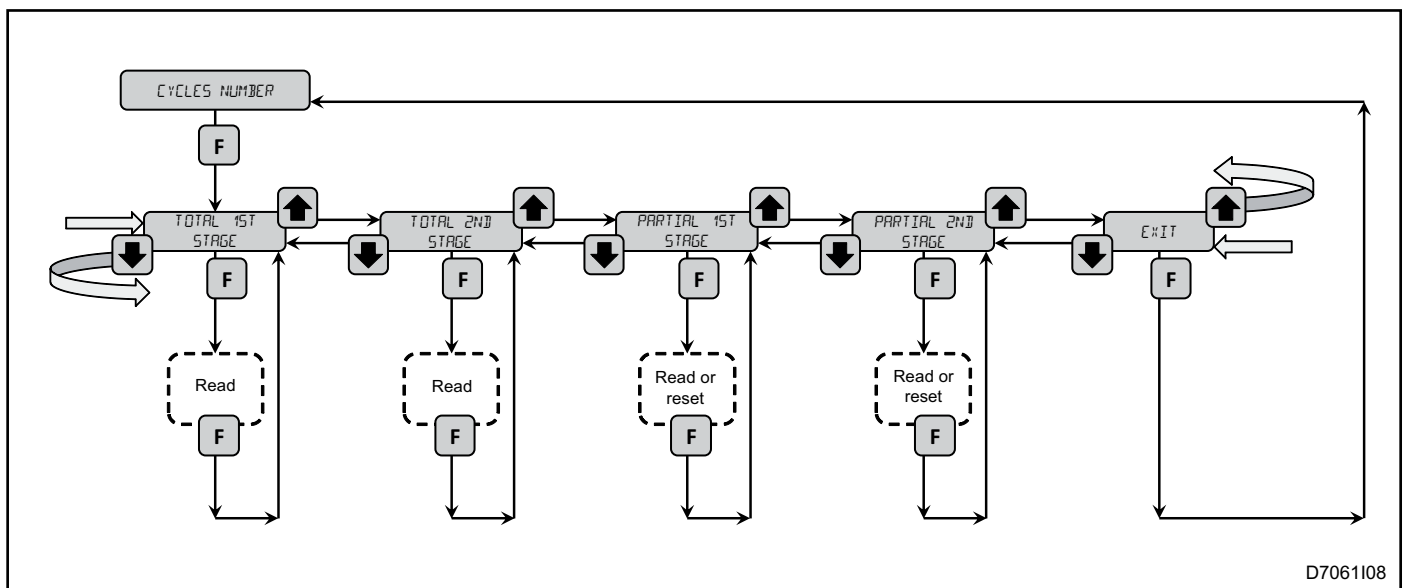 CYCLES NUMBER
F
TOTAL 1ST
STAGE
TOTAL 2ND
STAGE
PARTIAL 1ST
STAGE
PARTIAL 2ND
STAGE
EXIT
F
F
F
F
F
Read
Read
Read or
reset
Read or
reset
F
F
F
F
D7061I08